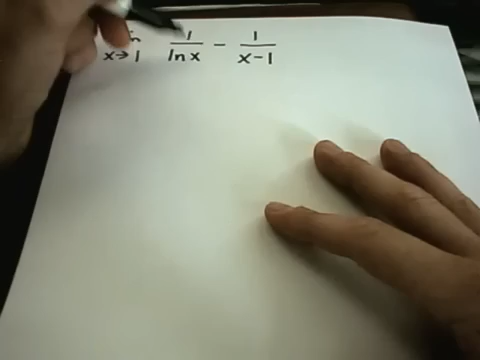 1/ln x - 1/(x-1)
x→1